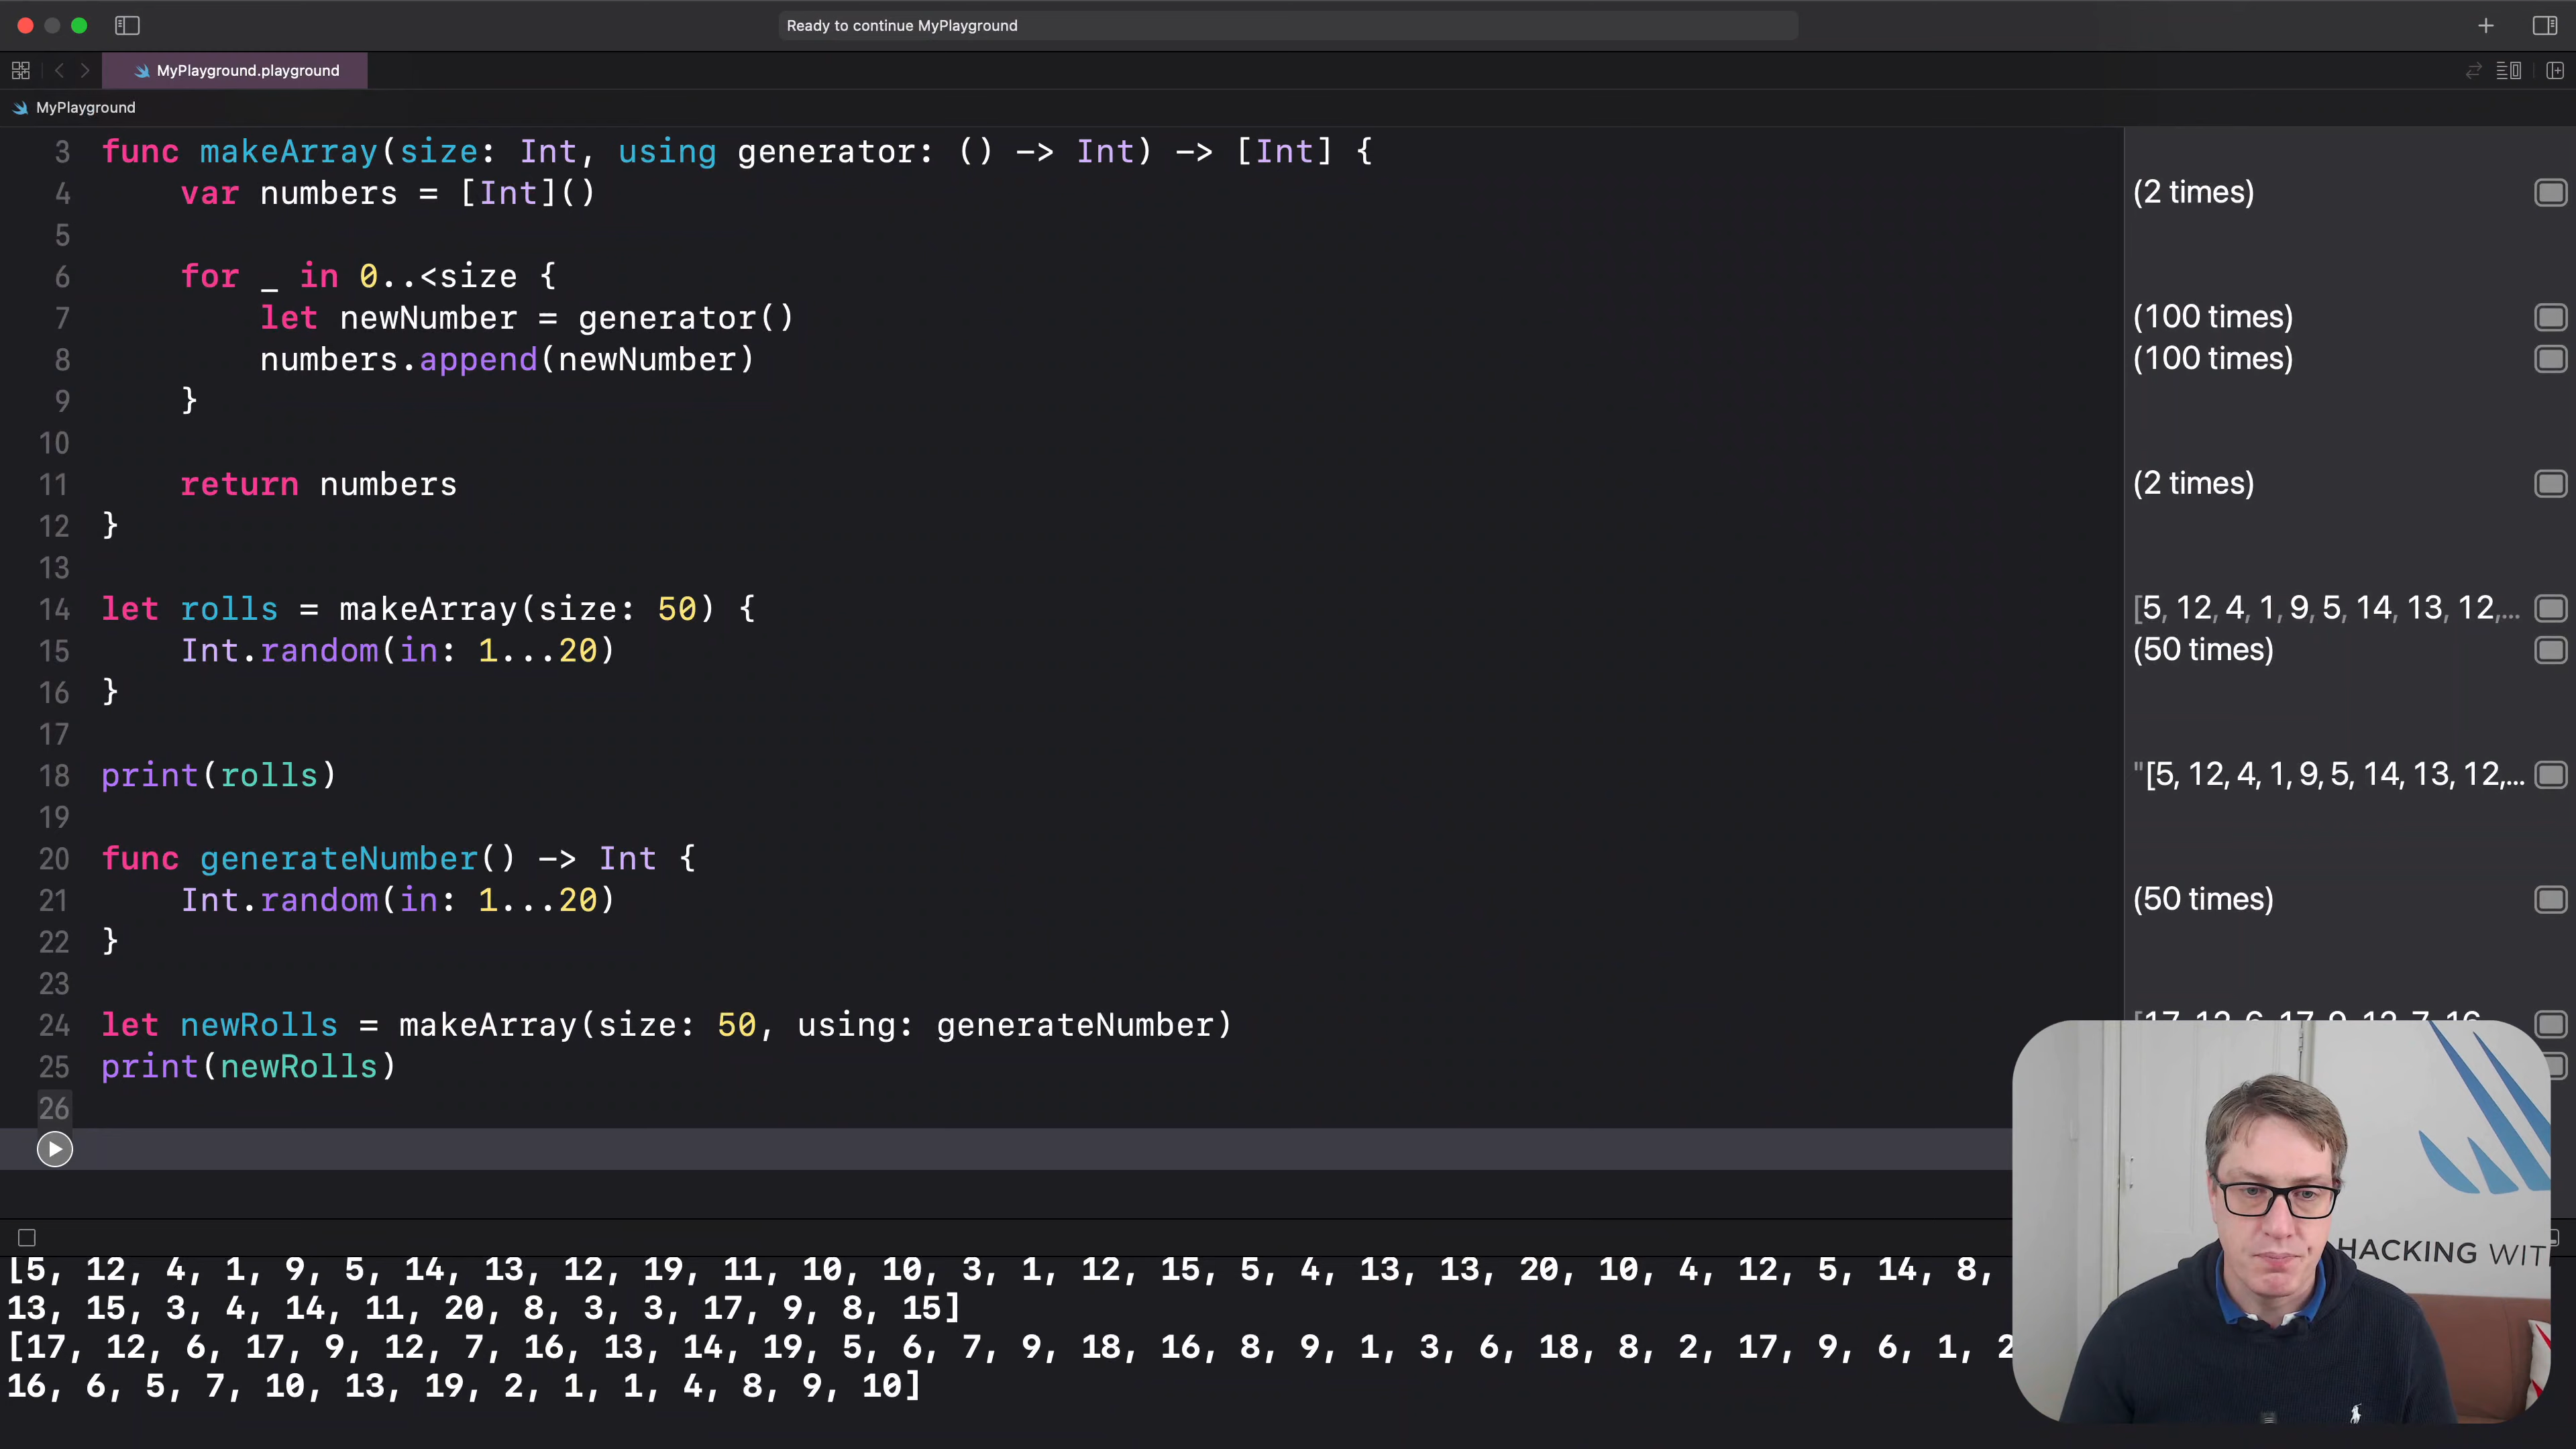 Ready to continue MyPlayground
MyPlayground.playground
MyPlayground
3 func makeArray(size: Int, using generator: () -> Int) -> [Int] {
4 var numbers = [Int]() (2 times)
5
6 for _ in 0..<size {
7 let newNumber = generator() (100 times)
8 numbers.append(newNumber) (100 times)
9 }
10
11 return numbers (2 times)
12 }
13
14 let rolls = makeArray(size: 50) { [5, 12, 4, 1, 9, 5, 14, 13, 12,...
15 Int.random(in: 1...20) (50 times)
16 }
17
18 print(rolls) "[5, 12, 4, 1, 9, 5, 14, 13, 12,...
19
20 func generateNumber() -> Int {
21 Int.random(in: 1...20) (50 times)
22 }
23
24 let newRolls = makeArray(size: 50, using: generateNumber) [17, 12, 6, 17, 9, 12, 7, 16,
25 print(newRolls)
26
[5, 12, 4, 1, 9, 5, 14, 13, 12, 19, 11, 10, 10, 3, 1, 12, 15, 5, 4, 13, 13, 20, 10, 4, 12, 5, 14, 8,
13, 15, 3, 4, 14, 11, 20, 8, 3, 3, 17, 9, 8, 15]
[17, 12, 6, 17, 9, 12, 7, 16, 13, 14, 19, 5, 6, 7, 9, 18, 16, 8, 9, 1, 3, 6, 18, 8, 2, 17, 9, 6, 1,
16, 6, 5, 7, 10, 13, 19, 2, 1, 1, 4, 8, 9, 10]
HACKING WIT